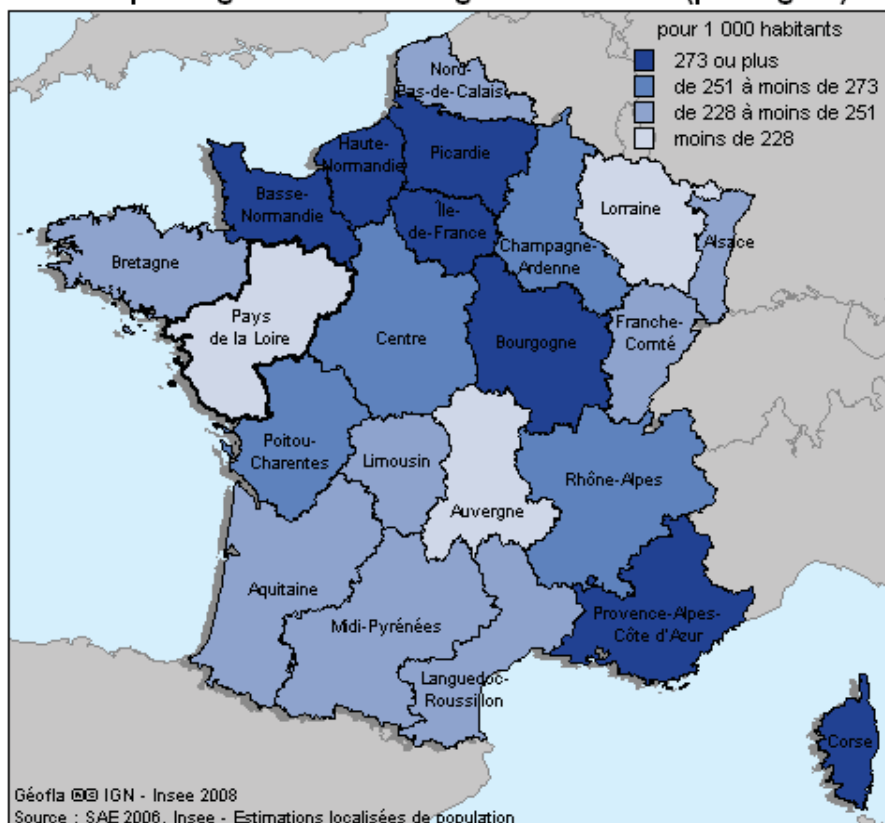 pour 1 000 habitants
273 ou plus
de 251 à moins de 273
de 228 à moins de 251
moins de 228
Nord-
Pas-de-Calais
Haute-
Normandie
Picardie
Basse-
Normandie
Île-
de-France
Champagne-
Ardenne
Lorraine
Alsace
Bretagne
Pays
de la Loire
Centre
Bourgogne
Franche-
Comté
Poitou-
Charentes
Limousin
Auvergne
Rhône-Alpes
Aquitaine
Midi-Pyrénées
Languedoc-
Roussillon
Provence-Alpes-
Côte d'Azur
Corse
Géofla ®© IGN - Insee 2008
Source : SAE 2006, Insee - Estimations localisées de population